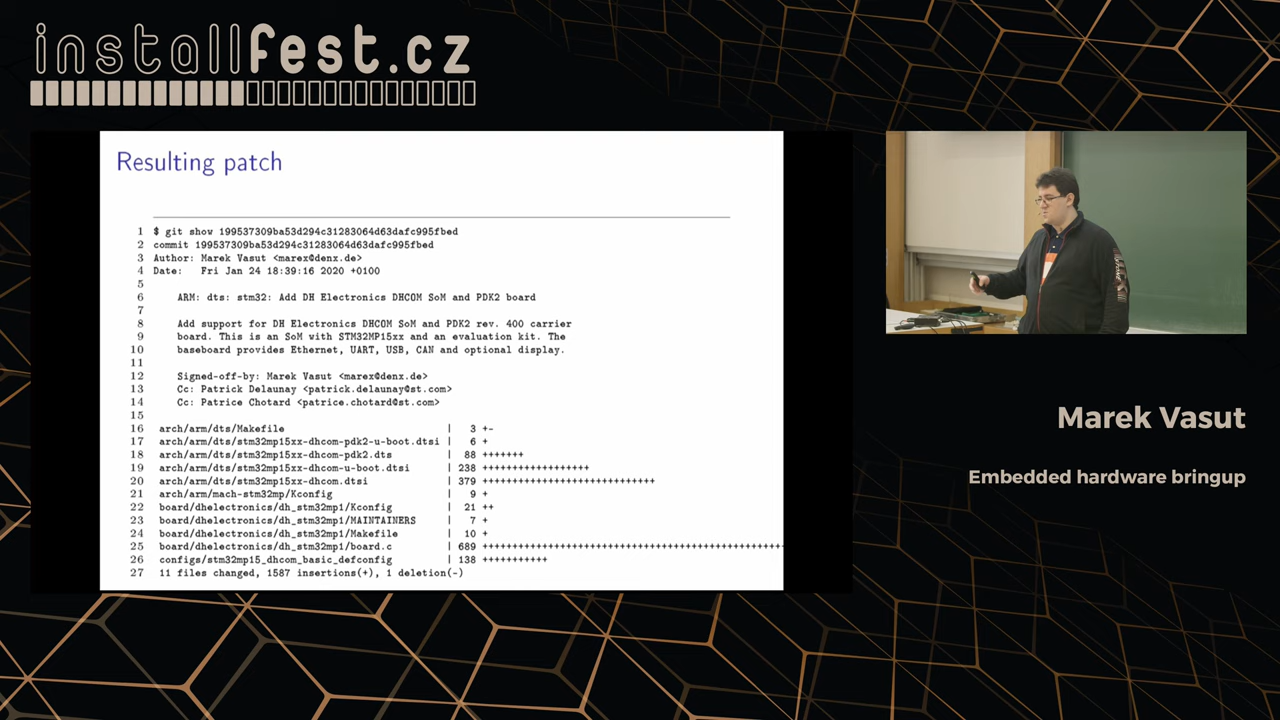 installfest.cz
Resulting patch
1 $ git show 199537309ba53d294c31283064d63dafc995fbed
2 commit 199537309ba53d294c31283064d63dafc995fbed
3 Author: Marek Vasut <marex@denx.de>
4 Date: Fri Jan 24 18:39:16 2020 +0100
5
6 ARM: dts: stm32: Add DH Electronics DHCOM SoM and PDK2 board
7
8 Add support for DH Electronics DHCOM SoM and PDK2 rev. 400 carrier
9 board. This is an SoM with STM32MP15xx and an evaluation kit. The
10 baseboard provides Ethernet, UART, USB, CAN and optional display.
11
12 Signed-off-by: Marek Vasut <marex@denx.de>
13 Cc: Patrick Delaunay <patrick.delaunay@st.com>
14 Cc: Patrice Chotard <patrice.chotard@st.com>
15
16 arch/arm/dts/Makefile | 3 +-
17 arch/arm/dts/stm32mp15xx-dhcom-pdk2-u-boot.dtsi | 6 +
18 arch/arm/dts/stm32mp15xx-dhcom-pdk2.dts | 88 +++++++
19 arch/arm/dts/stm32mp15xx-dhcom-u-boot.dtsi | 238 ++++++++++++++++++
20 arch/arm/dts/stm32mp15xx-dhcom.dtsi | 379 +++++++++++++++++++++++++++++
21 arch/arm/mach-stm32mp/Kconfig | 9 +
22 board/dhelectronics/dh_stm32mp1/Kconfig | 21 ++
23 board/dhelectronics/dh_stm32mp1/MAINTAINERS | 7 +
24 board/dhelectronics/dh_stm32mp1/Makefile | 10 +
25 board/dhelectronics/dh_stm32mp1/board.c | 689 +++++++++++++++++++++++++++++++++++++++++++++++++++
26 configs/stm32mp15_dhcom_basic_defconfig | 138 +++++++++++
27 11 files changed, 1587 insertions(+), 1 deletion(-)
Marek Vasut
Embedded hardware bringup